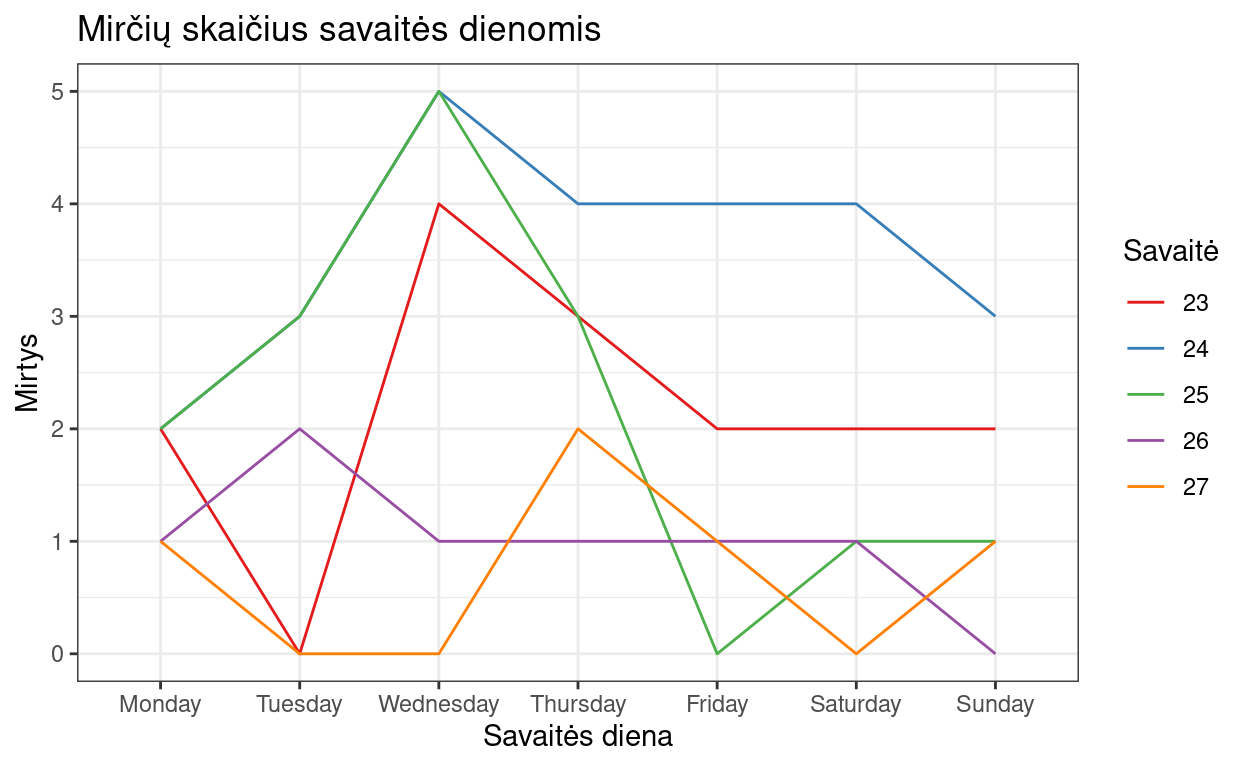 Mirčių skaičius savaitės dienomis
Mirtys
5
4
3
2
1
0
Monday Tuesday Wednesday Thursday Friday Saturday Sunday
Savaitės diena
Savaitė
23
24
25
26
27